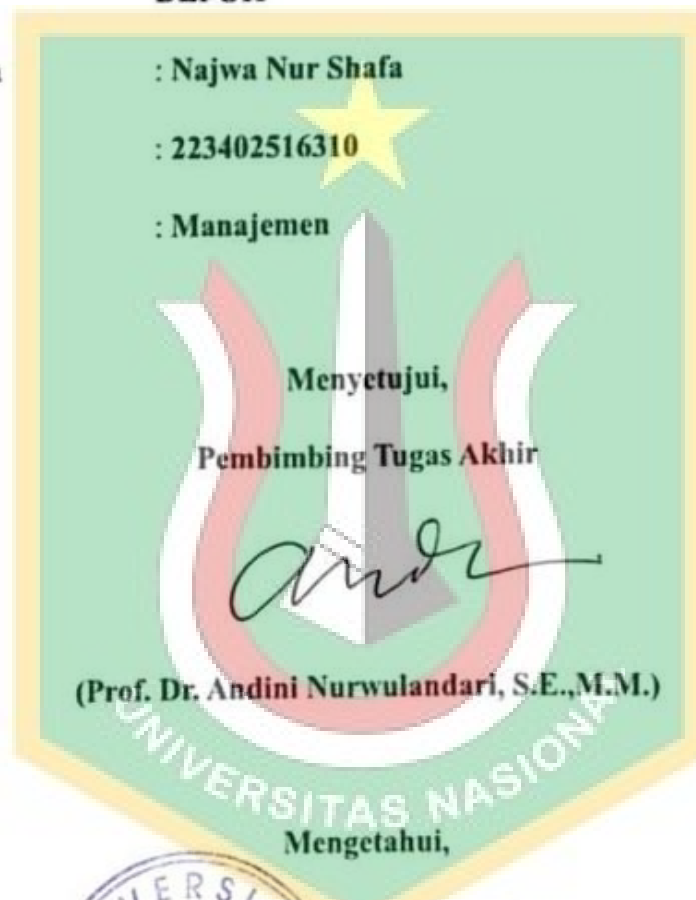 : Najwa Nur Shafa
: 223402516310
: Manajemen
Menyetujui,
Pembimbing Tugas Akhir
(Prof. Dr. Andini Nurwulandari, S.E.,M.M.)
UNIVERSITAS NASIONAL
Mengetahui,